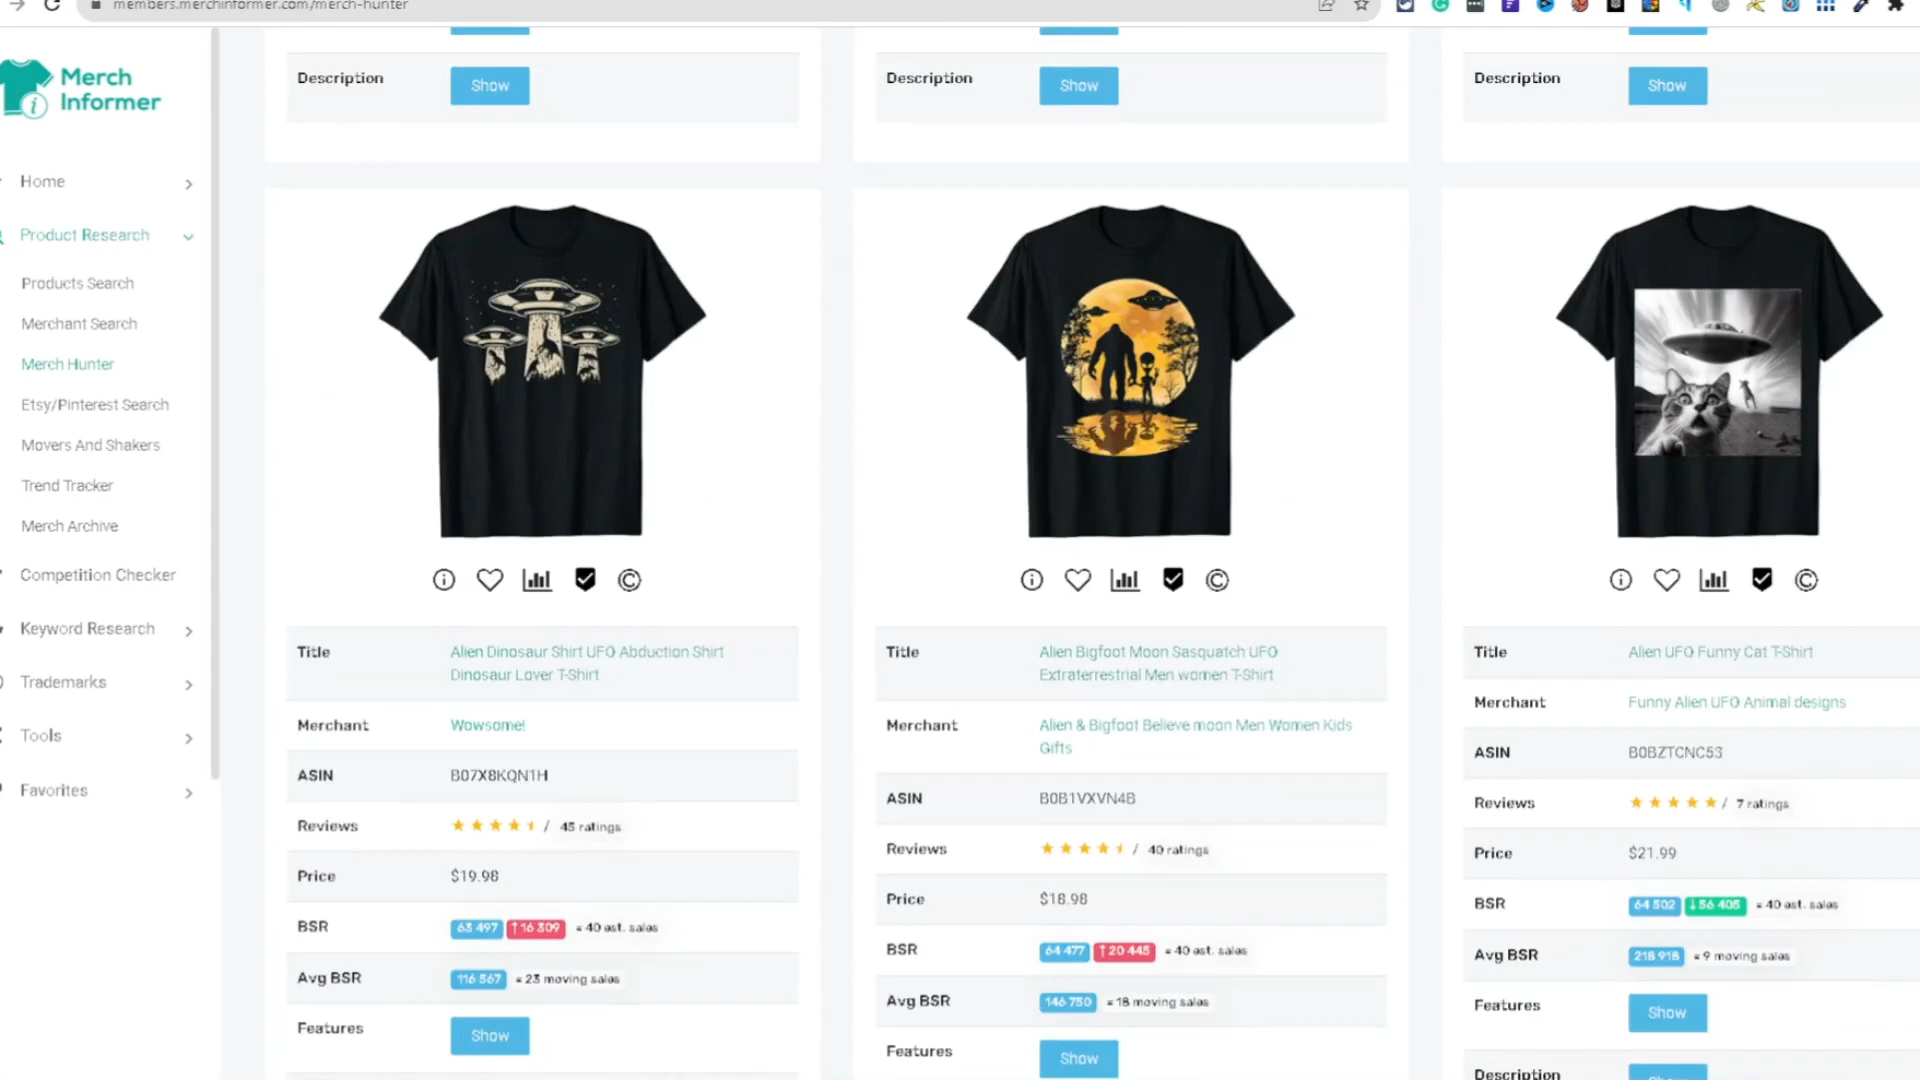 members.merchinformer.com/merch-hunter
Merch
Informer
Home
Product Research
Products Search
Merchant Search
Merch Hunter
Etsy/Pinterest Search
Movers And Shakers
Trend Tracker
Merch Archive
Competition Checker
Keyword Research
Trademarks
Tools
Favorites
Description Show
Title Alien Dinosaur Shirt UFO Abduction Shirt
Dinosaur Lover T-Shirt
Merchant Wowsome!
ASIN B07X8KQN1H
Reviews / 45 ratings
Price $19.98
BSR 63 497 ↑16 309 ≈ 40 est. sales
Avg BSR 116 567 ≈ 23 moving sales
Features Show
Description Show
Title Alien Bigfoot Moon Sasquatch UFO
Extraterrestrial Men women T-Shirt
Merchant Alien & Bigfoot Believe moon Men Women Kids
Gifts
ASIN B0B1VXVN4B
Reviews / 40 ratings
Price $18.98
BSR 64 477 ↑20 445 ≈ 40 est. sales
Avg BSR 146 750 ≈ 18 moving sales
Features Show
Description Show
Title Alien UFO Funny Cat T-Shirt
Merchant Funny Alien UFO Animal designs
ASIN B0BZTCNC53
Reviews / 7 ratings
Price $21.99
BSR 64 502 ↓56 405 ≈ 40 est. sales
Avg BSR 218 918 ≈ 9 moving sales
Features Show
Description